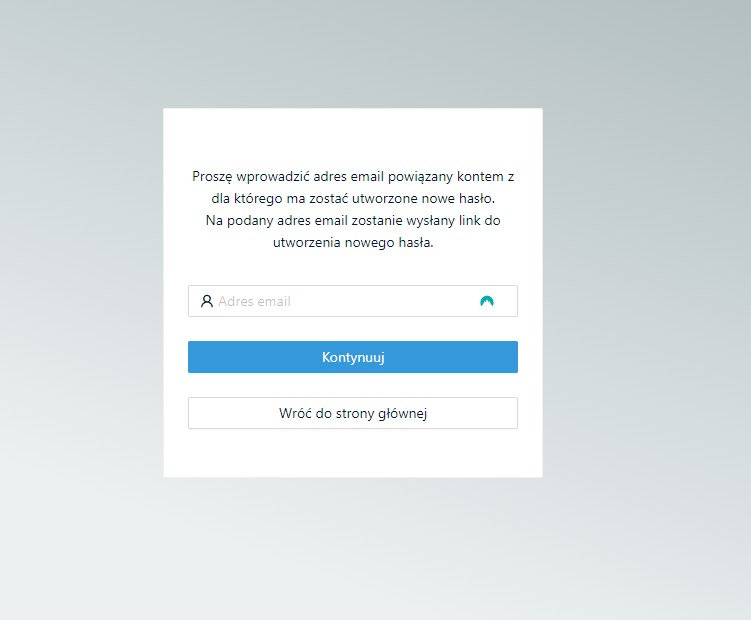 Proszę wprowadzić adres email powiązany kontem z
dla którego ma zostać utworzone nowe hasło.
Na podany adres email zostanie wysłany link do
utworzenia nowego hasła.
Adres email
Kontynuuj
Wróć do strony głównej